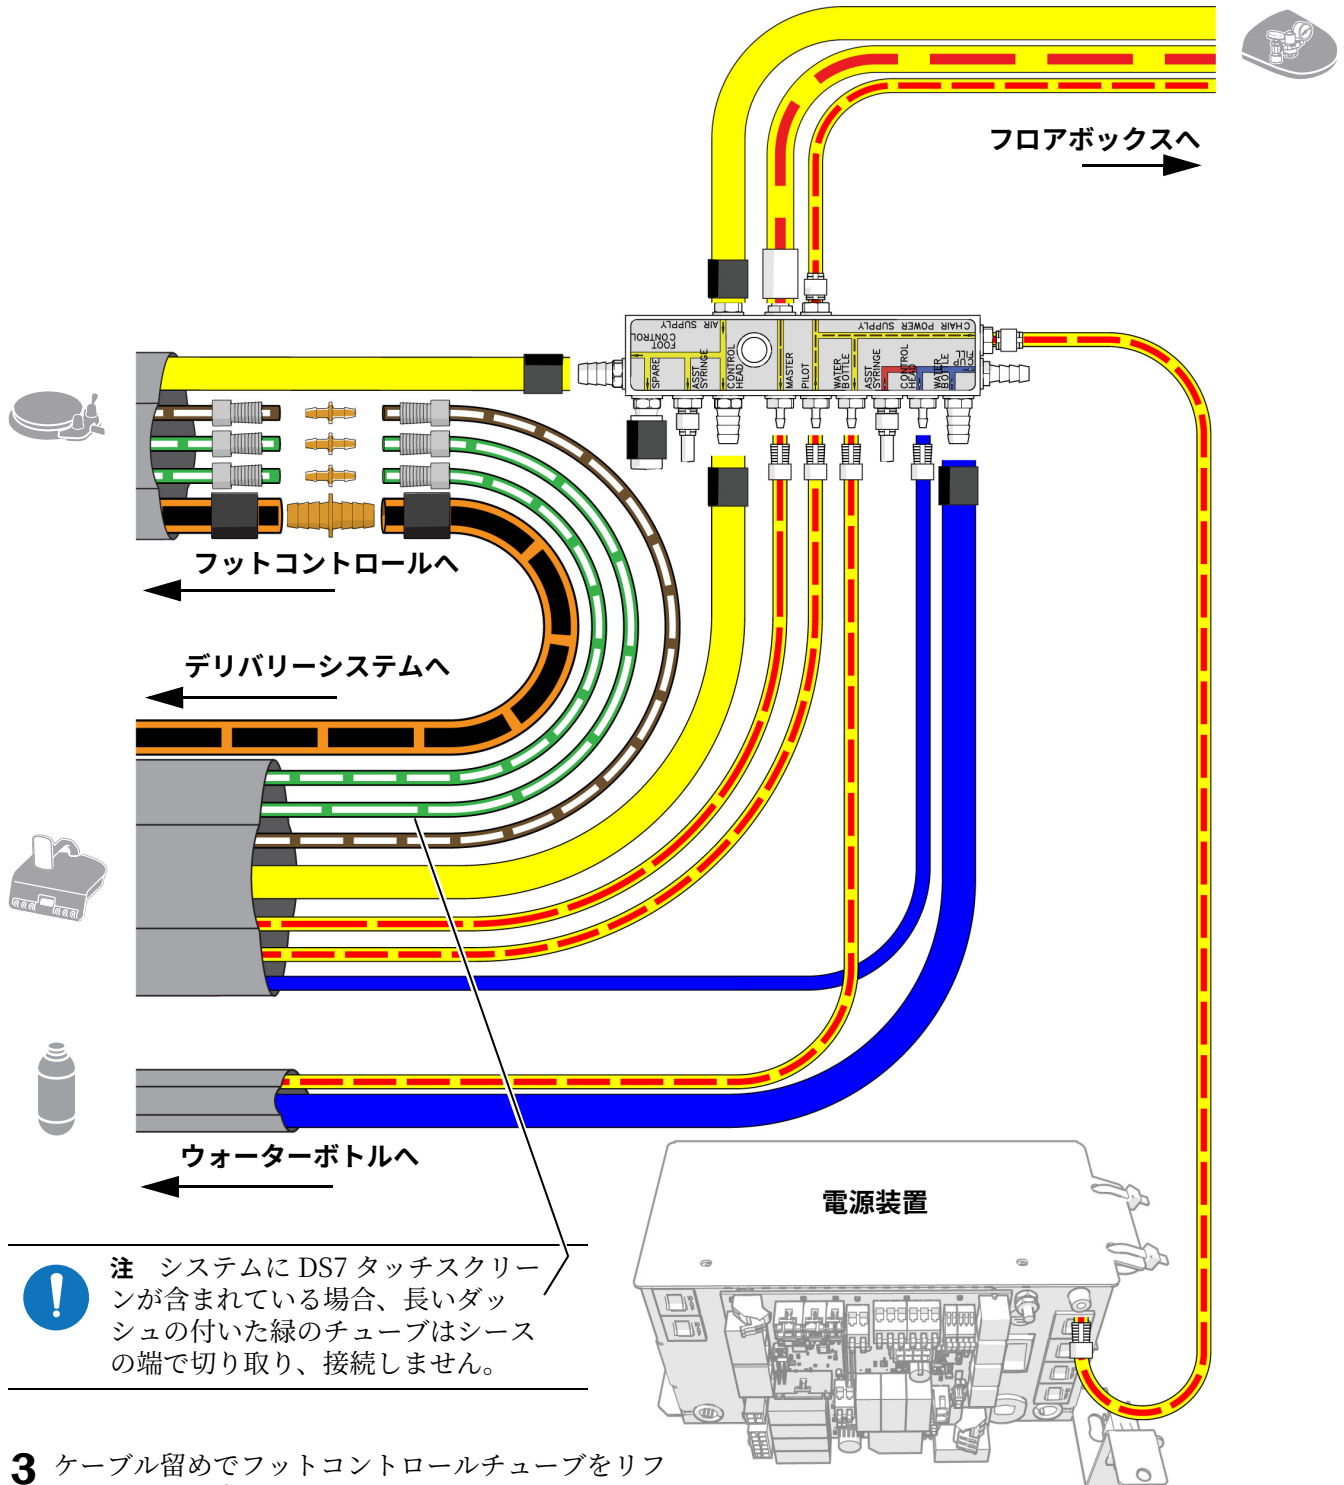 フロアボックスへ
AIR SUPPLY
CHAIR POWER SUPPLY
FOOT
CONTROL
SPARE
ASST
SYRINGE
CONTROL
HEAD
MASTER
PILOT
WATER
BOTTLE
ASST
SYRINGE
CONTROL
HEAD
WATER
BOTTLE
フットコントロールへ
デリバリーシステムへ
ウォーターボトルへ
電源装置
注 システムに DS7 タッチスクリー
ンが含まれている場合、長いダッ
シュの付いた緑のチューブはシース
の端で切り取り、接続しません。
3 ケーブル留めでフットコントロールチューブをリフ